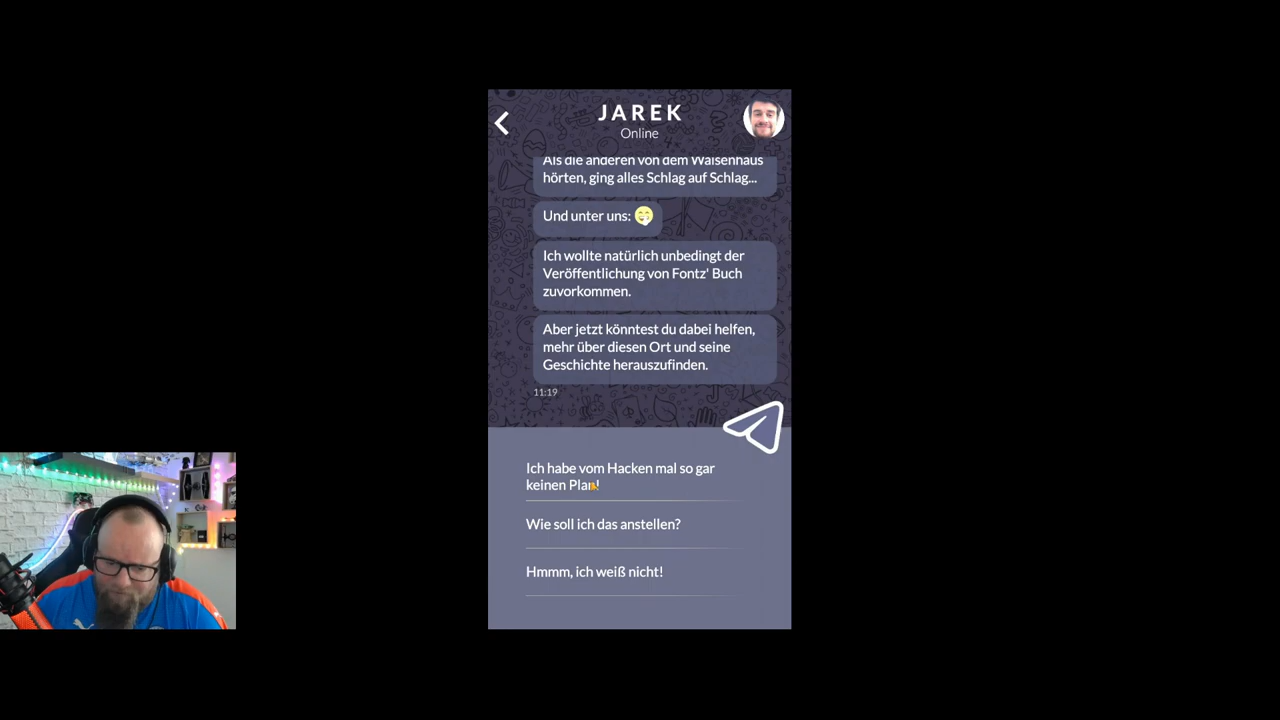 JAREK
Online
Als die anderen von dem Waisenhaus
hörten, ging alles Schlag auf Schlag...
Und unter uns:
Ich wollte natürlich unbedingt der
Veröffentlichung von Fontz' Buch
zuvorkommen.
Aber jetzt könntest du dabei helfen,
mehr über diesen Ort und seine
Geschichte herauszufinden.
11:19
Ich habe vom Hacken mal so gar
keinen Plan!
Wie soll ich das anstellen?
Hmmm, ich weiß nicht!